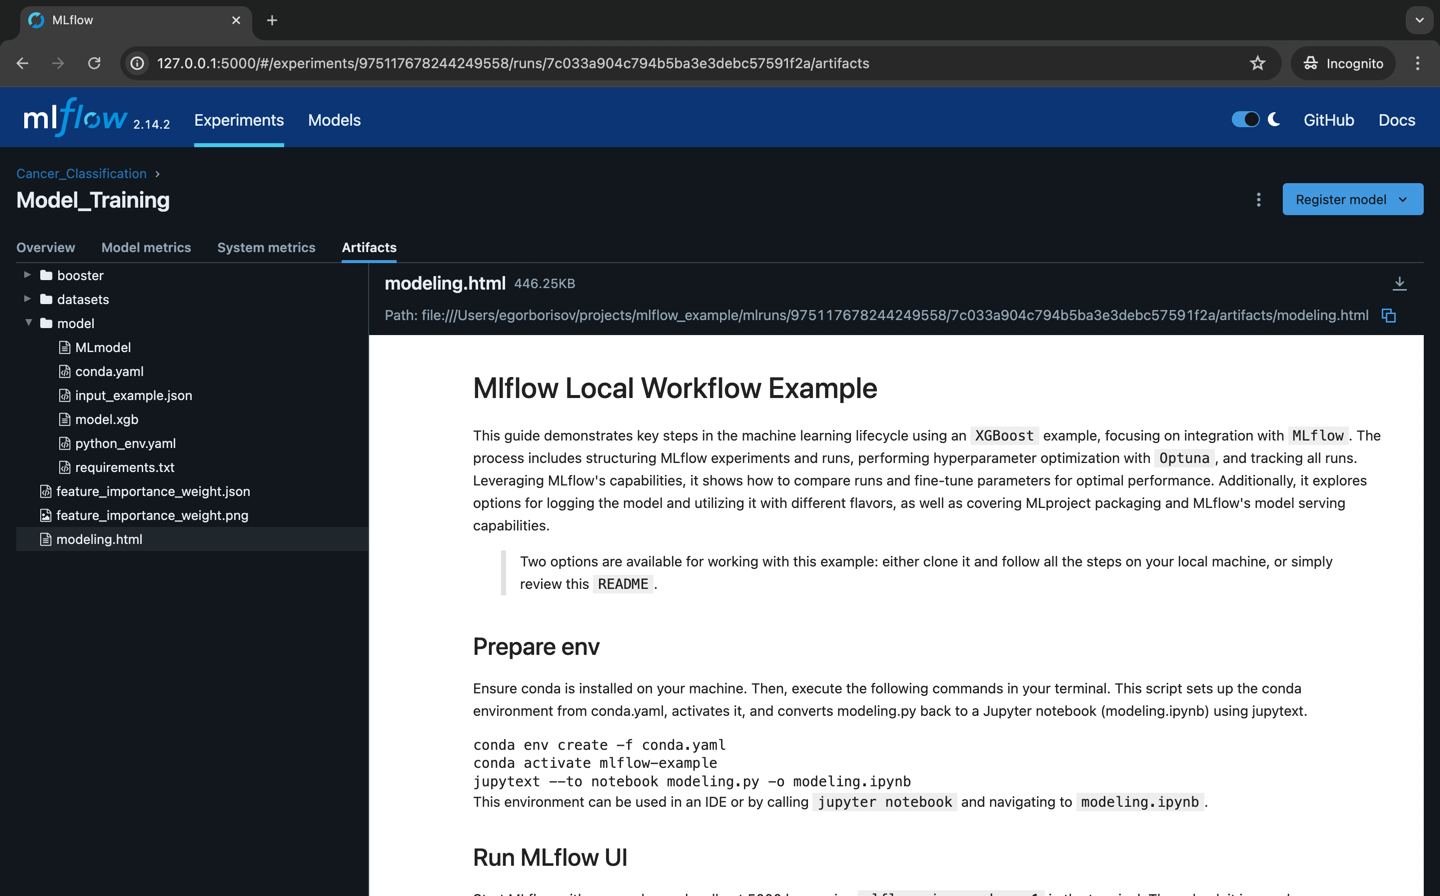 MLflow
127.0.0.1:5000/#/experiments/975117678244249558/runs/7c033a904c794b5ba3e3debc57591f2a/artifacts
Incognito
mlflow 2.14.2
Experiments
Models
GitHub
Docs
Cancer_Classification
Model_Training
Register model
Overview
Model metrics
System metrics
Artifacts
booster
datasets
model
MLmodel
conda.yaml
input_example.json
model.xgb
python_env.yaml
requirements.txt
feature_importance_weight.json
feature_importance_weight.png
modeling.html
modeling.html 446.25KB
Path: file:///Users/egorborisov/projects/mlflow_example/mlruns/975117678244249558/7c033a904c794b5ba3e3debc57591f2a/artifacts/modeling.html
Mlflow Local Workflow Example
This guide demonstrates key steps in the machine learning lifecycle using an XGBoost example, focusing on integration with MLflow. The
process includes structuring MLflow experiments and runs, performing hyperparameter optimization with Optuna, and tracking all runs.
Leveraging MLflow's capabilities, it shows how to compare runs and fine-tune parameters for optimal performance. Additionally, it explores
options for logging the model and utilizing it with different flavors, as well as covering MLproject packaging and MLflow's model serving
capabilities.
Two options are available for working with this example: either clone it and follow all the steps on your local machine, or simply
review this README.
Prepare env
Ensure conda is installed on your machine. Then, execute the following commands in your terminal. This script sets up the conda
environment from conda.yaml, activates it, and converts modeling.py back to a Jupyter notebook (modeling.ipynb) using jupytext.
conda env create -f conda.yaml
conda activate mlflow-example
jupytext --to notebook modeling.py -o modeling.ipynb
This environment can be used in an IDE or by calling jupyter notebook and navigating to modeling.ipynb.
Run MLflow UI